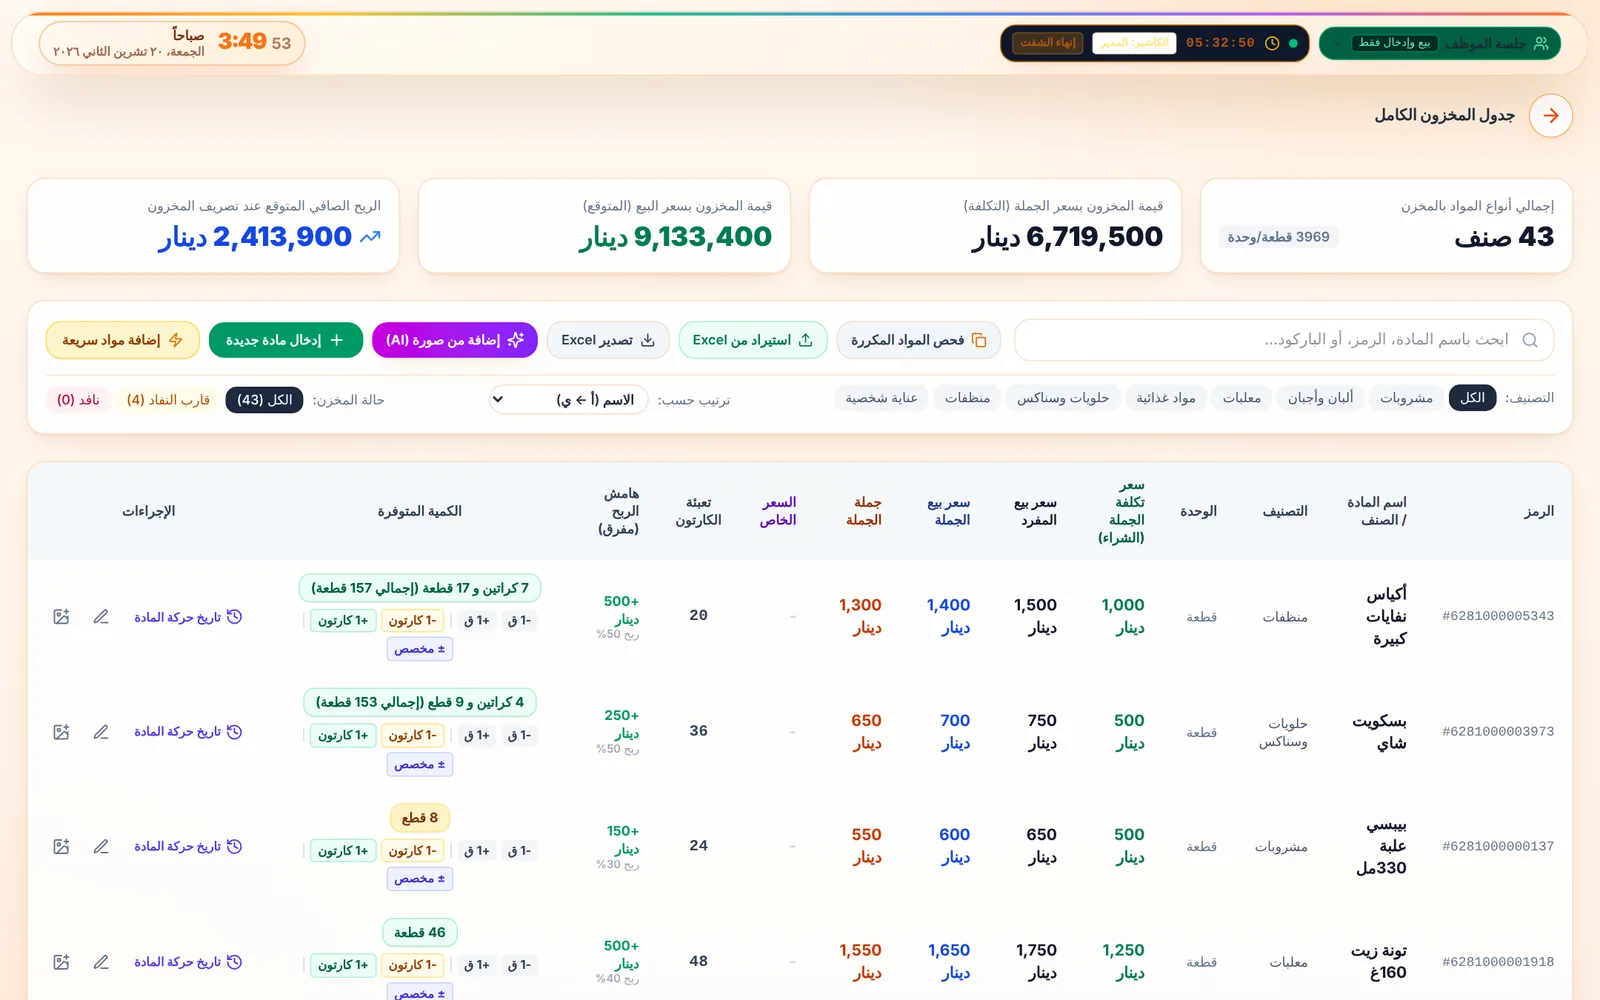 جلسة الموظف
بيع وإدخال فقط
05:32:50
الكاشير: المدير
إنهاء الشفت
3:49 53
صباحاً
الجمعة، ٢٠ تشرين الثاني ٢٠٢٦
جدول المخزون الكامل
إجمالي أنواع المواد بالمخزن
43 صنف
3969 قطعة/وحدة
قيمة المخزون بسعر الجملة (التكلفة)
6,719,500 دينار
قيمة المخزون بسعر البيع (المتوقع)
9,133,400 دينار
الربح الصافي المتوقع عند تصريف المخزون
2,413,900 دينار
ابحث باسم المادة، الرمز، أو الباركود...
فحص المواد المكررة
استيراد من Excel
تصدير Excel
إضافة من صورة (AI)
إدخال مادة جديدة
إضافة مواد سريعة
التصنيف:
الكل
مشروبات
ألبان وأجبان
معلبات
مواد غذائية
حلويات وسناكس
منظفات
عناية شخصية
ترتيب حسب:
الاسم (أ ← ي)
حالة المخزن:
الكل (43)
قارب النفاد (4)
نافد (0)
الرمز
اسم المادة
/ الصنف
التصنيف
الوحدة
سعر
تكلفة
الجملة
(الشراء)
سعر بيع
المفرد
سعر بيع
الجملة
جملة
الجملة
السعر
الخاص
تعبئة
الكارتون
هامش
الربح
(مفرق)
الكمية المتوفرة
الإجراءات
#6281000005343
أكياس
نفايات
كبيرة
منظفات
قطعة
1,000
دينار
1,500
دينار
1,400
دينار
1,300
دينار
-
20
+500
دينار
ربح 50%
7 كراتين و 17 قطعة (إجمالي 157 قطعة)
-1 ق
+1 ق
-1 كارتون
+1 كارتون
± مخصص
تاريخ حركة المادة
#6281000003973
بسكويت
شاي
حلويات
وسناكس
قطعة
500
دينار
750
دينار
700
دينار
650
دينار
-
36
+250
دينار
ربح 50%
4 كراتين و 9 قطع (إجمالي 153 قطعة)
-1 ق
+1 ق
-1 كارتون
+1 كارتون
± مخصص
تاريخ حركة المادة
#6281000000137
بيبسي
علبة
330مل
مشروبات
قطعة
500
دينار
650
دينار
600
دينار
550
دينار
-
24
+150
دينار
ربح 30%
8 قطع
-1 ق
+1 ق
-1 كارتون
+1 كارتون
± مخصص
تاريخ حركة المادة
#6281000001918
تونة زيت
160غ
معلبات
قطعة
1,250
دينار
1,750
دينار
1,650
دينار
1,550
دينار
-
48
+500
دينار
ربح 40%
46 قطعة
-1 ق
+1 ق
-1 كارتون
+1 كارتون
± مخصص
تاريخ حركة المادة